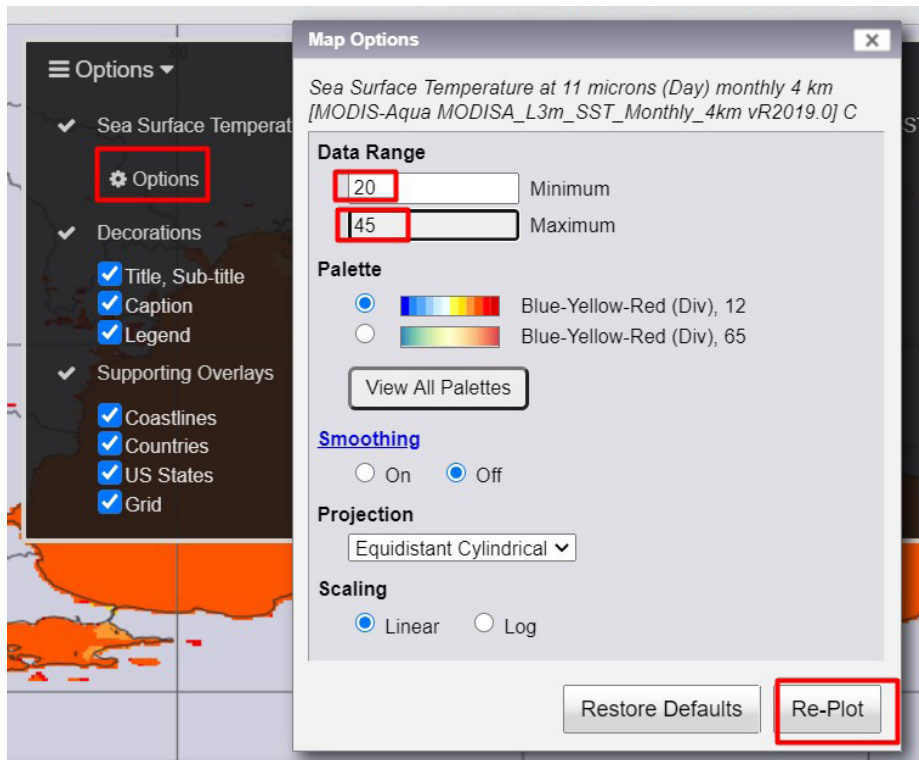 Options
Sea Surface Temperat
Options
Decorations
Title, Sub-title
Caption
Legend
Supporting Overlays
Coastlines
Countries
US States
Grid
Map Options
Sea Surface Temperature at 11 microns (Day) monthly 4 km
[MODIS-Aqua MODISA_L3m_SST_Monthly_4km vR2019.0] C
Data Range
20 Minimum
45 Maximum
Palette
Blue-Yellow-Red (Div), 12
Blue-Yellow-Red (Div), 65
View All Palettes
Smoothing
On Off
Projection
Equidistant Cylindrical
Scaling
Linear Log
Restore Defaults Re-Plot